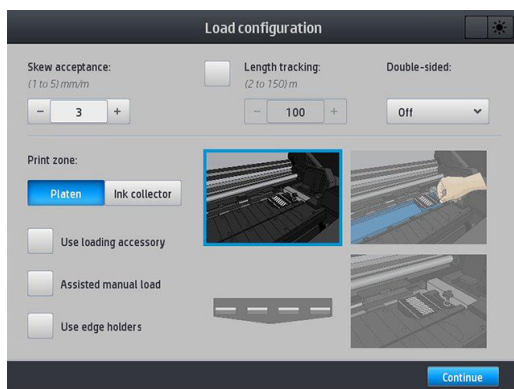 Load configuration
Skew acceptance:
(1 to 5) mm/m
- 3 +
Length tracking:
(2 to 150) m
- 100 +
Double-sided:
Off
Print zone:
Platen
Ink collector
Use loading accessory
Assisted manual load
Use edge holders
Continue